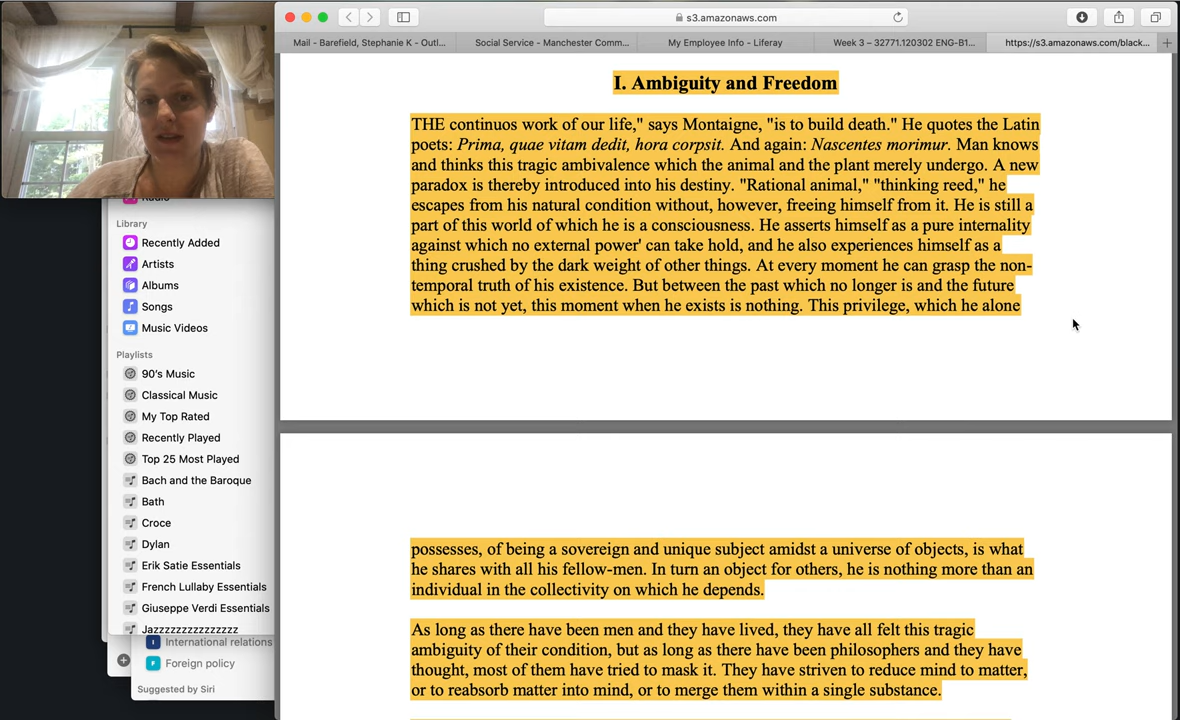 s3.amazonaws.com
Mail - Barefield, Stephanie K - Outl...
Social Service - Manchester Comm...
My Employee Info - Liferay
Week 3 – 32771.120302 ENG-B1...
https://s3.amazonaws.com/black...
I. Ambiguity and Freedom
THE continuos work of our life," says Montaigne, "is to build death." He quotes the Latin
poets: Prima, quae vitam dedit, hora corpsit. And again: Nascentes morimur. Man knows
and thinks this tragic ambivalence which the animal and the plant merely undergo. A new
paradox is thereby introduced into his destiny. "Rational animal," "thinking reed," he
escapes from his natural condition without, however, freeing himself from it. He is still a
part of this world of which he is a consciousness. He asserts himself as a pure internality
against which no external power' can take hold, and he also experiences himself as a
thing crushed by the dark weight of other things. At every moment he can grasp the non-
temporal truth of his existence. But between the past which no longer is and the future
which is not yet, this moment when he exists is nothing. This privilege, which he alone
possesses, of being a sovereign and unique subject amidst a universe of objects, is what
he shares with all his fellow-men. In turn an object for others, he is nothing more than an
individual in the collectivity on which he depends.
As long as there have been men and they have lived, they have all felt this tragic
ambiguity of their condition, but as long as there have been philosophers and they have
thought, most of them have tried to mask it. They have striven to reduce mind to matter,
or to reabsorb matter into mind, or to merge them within a single substance.
Radio
Library
Recently Added
Artists
Albums
Songs
Music Videos
Playlists
90's Music
Classical Music
My Top Rated
Recently Played
Top 25 Most Played
Bach and the Baroque
Bath
Croce
Dylan
Erik Satie Essentials
French Lullaby Essentials
Giuseppe Verdi Essentials
Jazzzzzzzzzzzzzzz
International relations
Foreign policy
Suggested by Siri